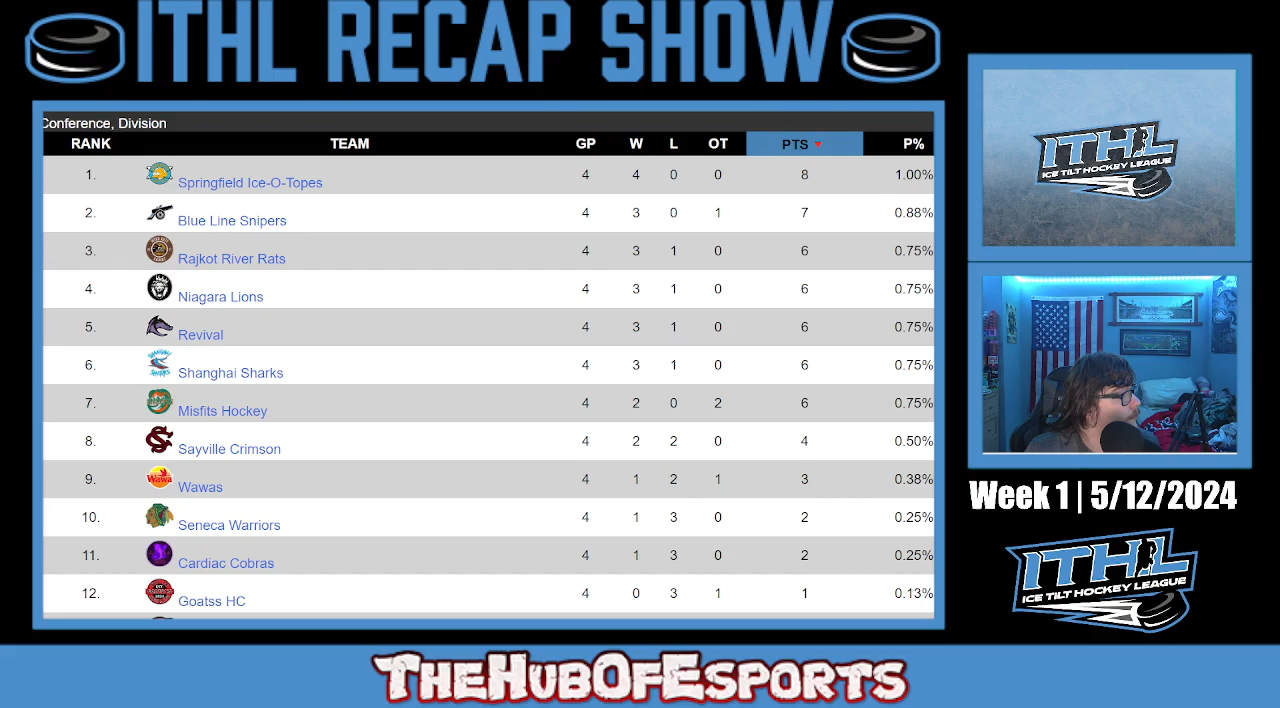 ITHL RECAP SHOW
Conference, Division
RANK TEAM GP W L OT PTS P%
1. Springfield Ice-O-Topes 4 4 0 0 8 1.00%
2. Blue Line Snipers 4 3 0 1 7 0.88%
3. Rajkot River Rats 4 3 1 0 6 0.75%
4. Niagara Lions 4 3 1 0 6 0.75%
5. Revival 4 3 1 0 6 0.75%
6. Shanghai Sharks 4 3 1 0 6 0.75%
7. Misfits Hockey 4 2 0 2 6 0.75%
8. Sayville Crimson 4 2 2 0 4 0.50%
9. Wawa Wawas 4 1 2 1 3 0.38%
10. Seneca Warriors 4 1 3 0 2 0.25%
11. Cardiac Cobras 4 1 3 0 2 0.25%
12. Goatss HC 4 0 3 1 1 0.13%
ITHL
ICE TILT HOCKEY LEAGUE
Week 1 | 5/12/2024
ITHL
ICE TILT HOCKEY LEAGUE
TheHubOfEsports